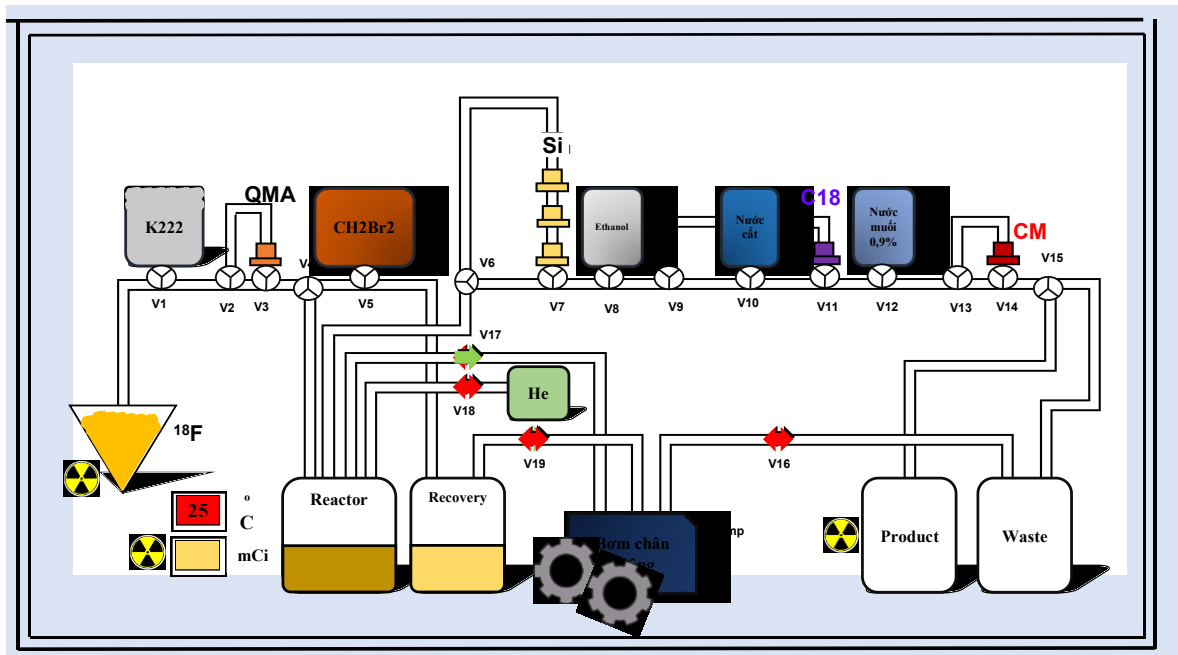 Si
QMA
K222
CH2Br2
Ethanol
Nước
cất
C18
Nước
muối
0,9%
CM
V6
V15
V1
V2
V3
V5
V7
V8
V9
V10
V11
V12
V13
V14
V17
He
V18
18F
V19
V16
25
o
C
mCi
Reactor
Recovery
Bơm chân
Product
Waste